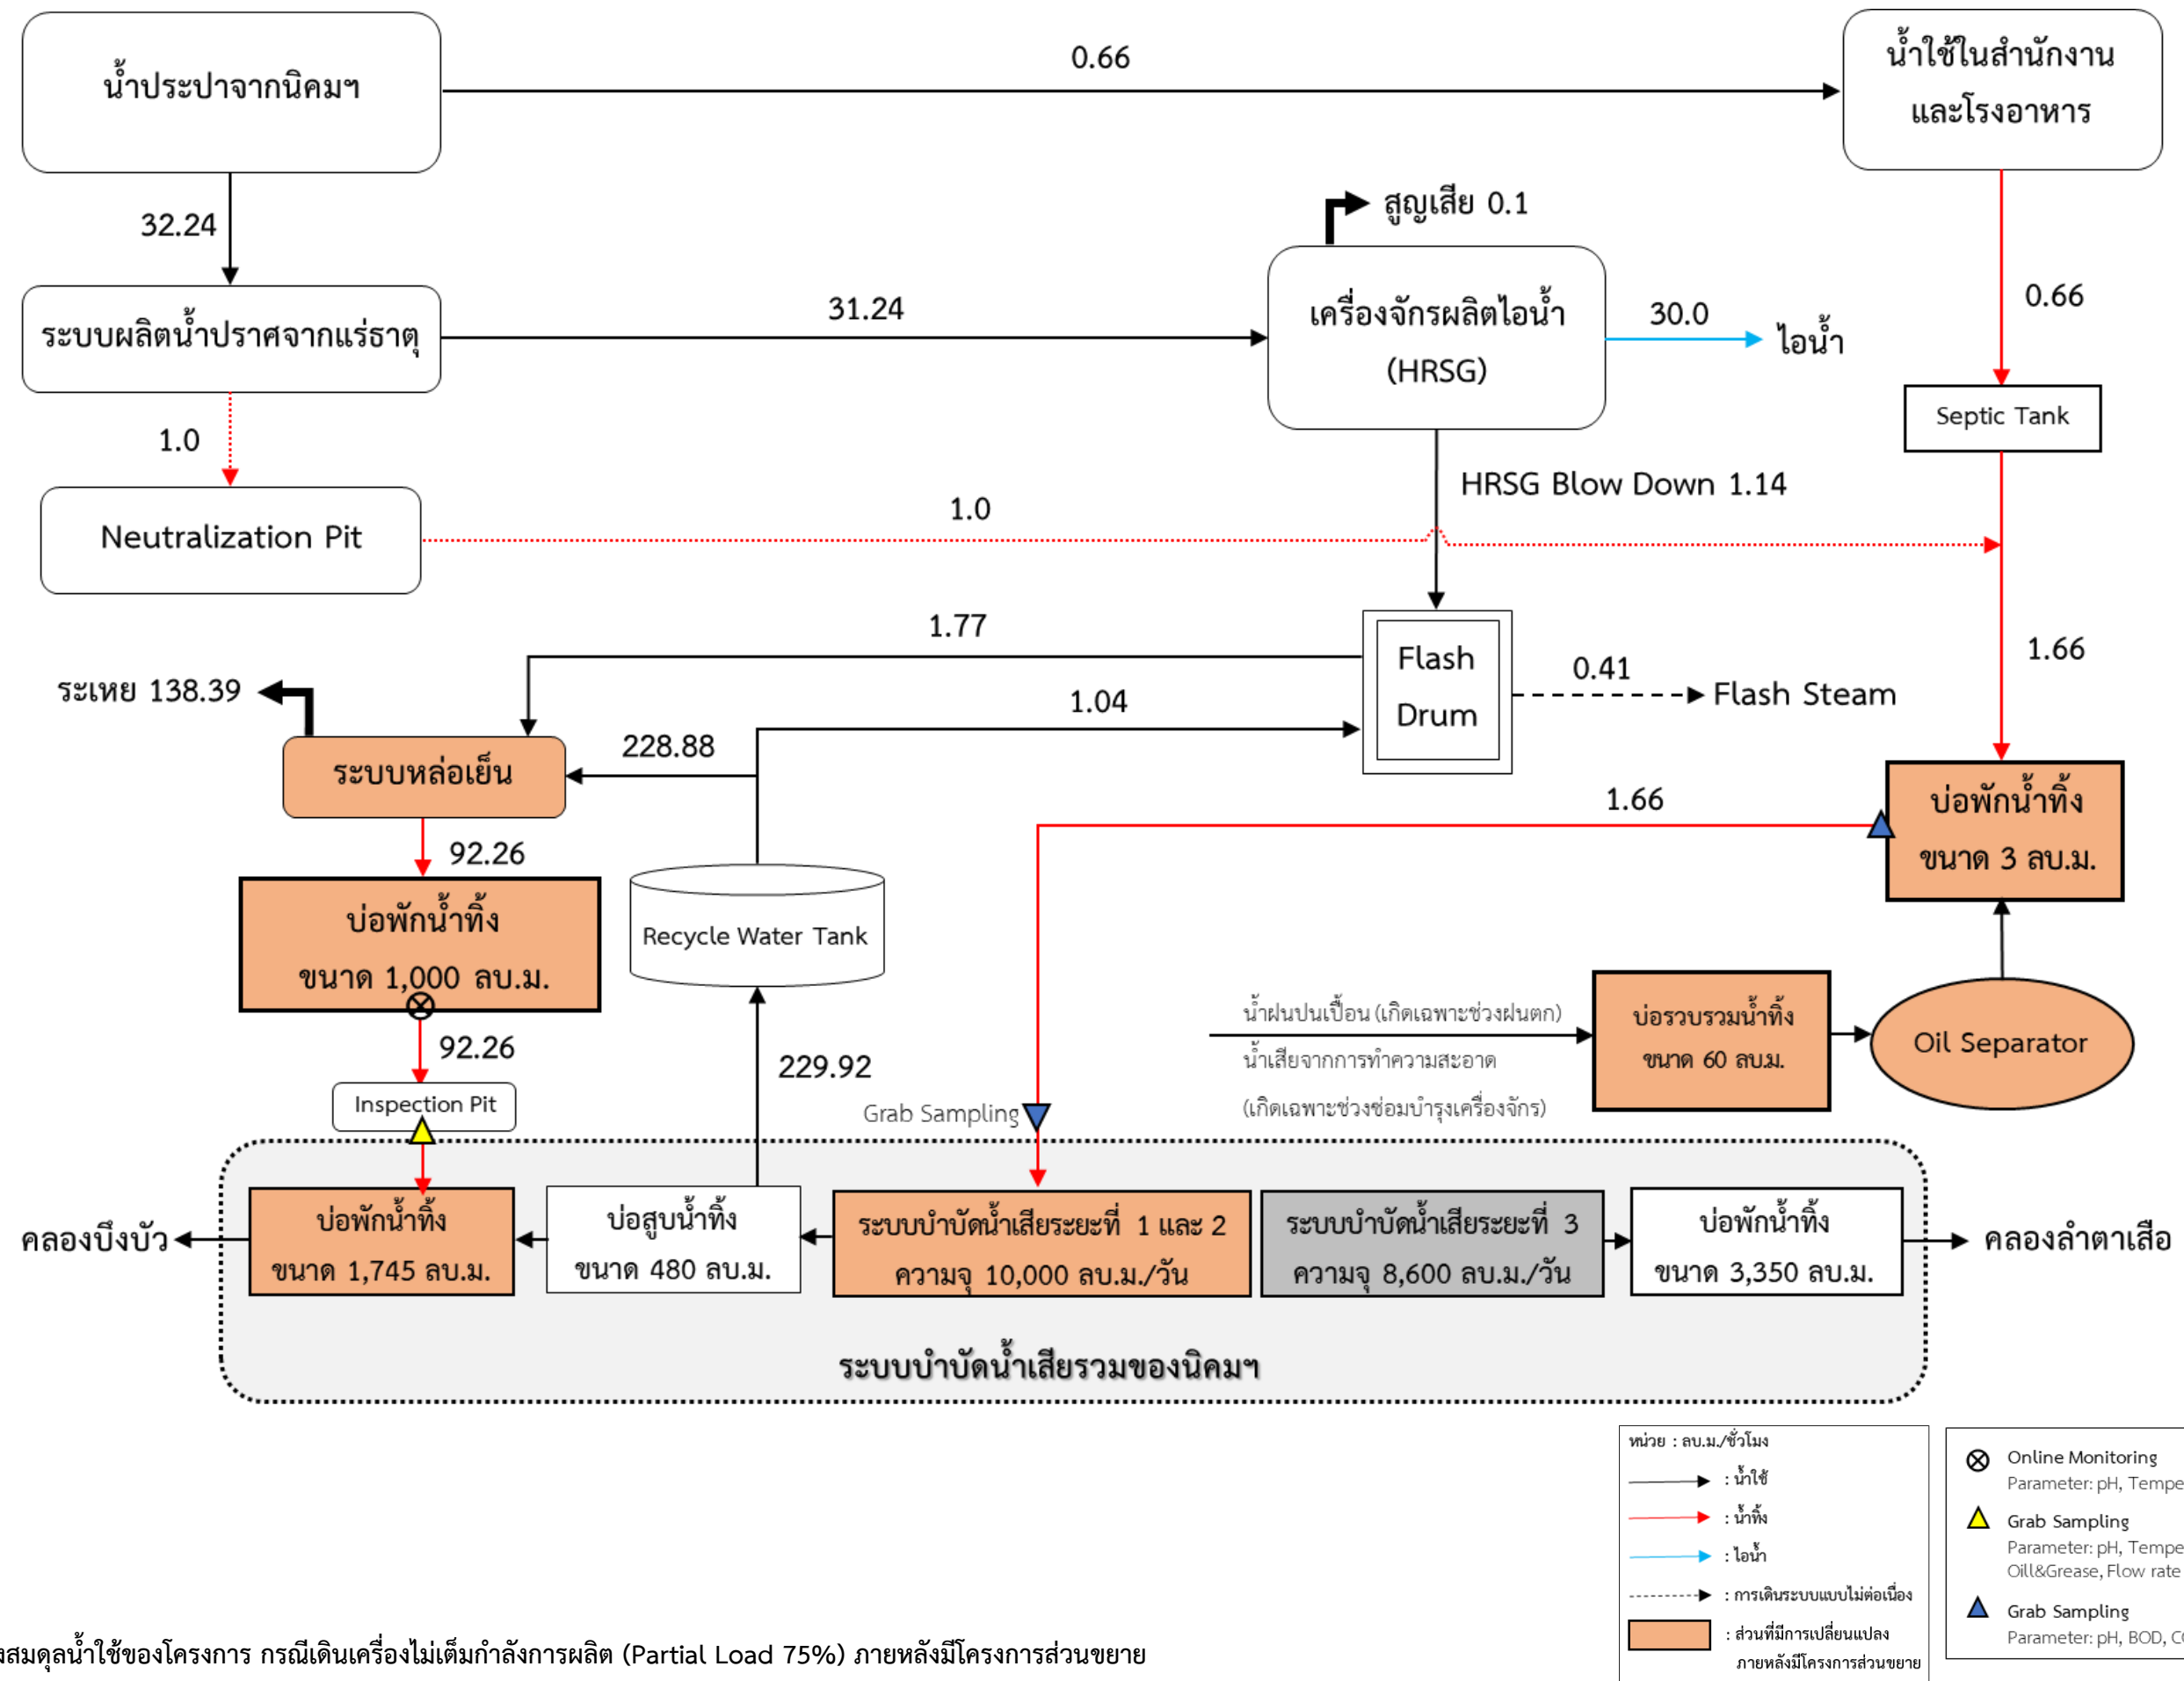 น้ำประปาจากนิคมฯ
0.66
น้ำใช้ในสำนักงาน
และโรงอาหาร
32.24
สูญเสีย 0.1
0.66
ระบบผลิตน้ำปราศจากแร่ธาตุ
31.24
เครื่องจักรผลิตไอน้ำ
(HRSG)
30.0
ไอน้ำ
Septic Tank
1.0
HRSG Blow Down 1.14
Neutralization Pit
1.0
1.77
Flash
Drum
0.41
Flash Steam
1.66
ระเหย 138.39
1.04
228.88
ระบบหล่อเย็น
1.66
บ่อพักน้ำทิ้ง
ขนาด 3 ลบ.ม.
92.26
บ่อพักน้ำทิ้ง
ขนาด 1,000 ลบ.ม.
Recycle Water Tank
92.26
229.92
น้ำฝนปนเปื้อน (เกิดเฉพาะช่วงฝนตก)
น้ำเสียจากการทำความสะอาด
(เกิดเฉพาะช่วงซ่อมบำรุงเครื่องจักร)
บ่อรวบรวมน้ำทิ้ง
ขนาด 60 ลบ.ม.
Oil Separator
Inspection Pit
Grab Sampling
คลองบึงบัว
บ่อพักน้ำทิ้ง
ขนาด 1,745 ลบ.ม.
บ่อสูบน้ำทิ้ง
ขนาด 480 ลบ.ม.
ระบบบำบัดน้ำเสียระยะที่ 1 และ 2
ความจุ 10,000 ลบ.ม./วัน
ระบบบำบัดน้ำเสียระยะที่ 3
ความจุ 8,600 ลบ.ม./วัน
บ่อพักน้ำทิ้ง
ขนาด 3,350 ลบ.ม.
คลองลำตาเสือ
ระบบบำบัดน้ำเสียรวมของนิคมฯ
หน่วย : ลบ.ม./ชั่วโมง
: น้ำใช้
: น้ำทิ้ง
: ไอน้ำ
: การเดินระบบแบบไม่ต่อเนื่อง
: ส่วนที่มีการเปลี่ยนแปลง
ภายหลังมีโครงการส่วนขยาย
Online Monitoring
Parameter: pH,
Grab Sampling
Parameter: pH,
Oill&Grease, Flow rate
Grab Sampling
Parameter: pH, BOD,
สมดุลน้ำใช้ของโครงการ กรณีเดินเครื่องไม่เต็มกำลังการผลิต (Partial Load 75%) ภายหลังมีโครงการส่วนขยาย